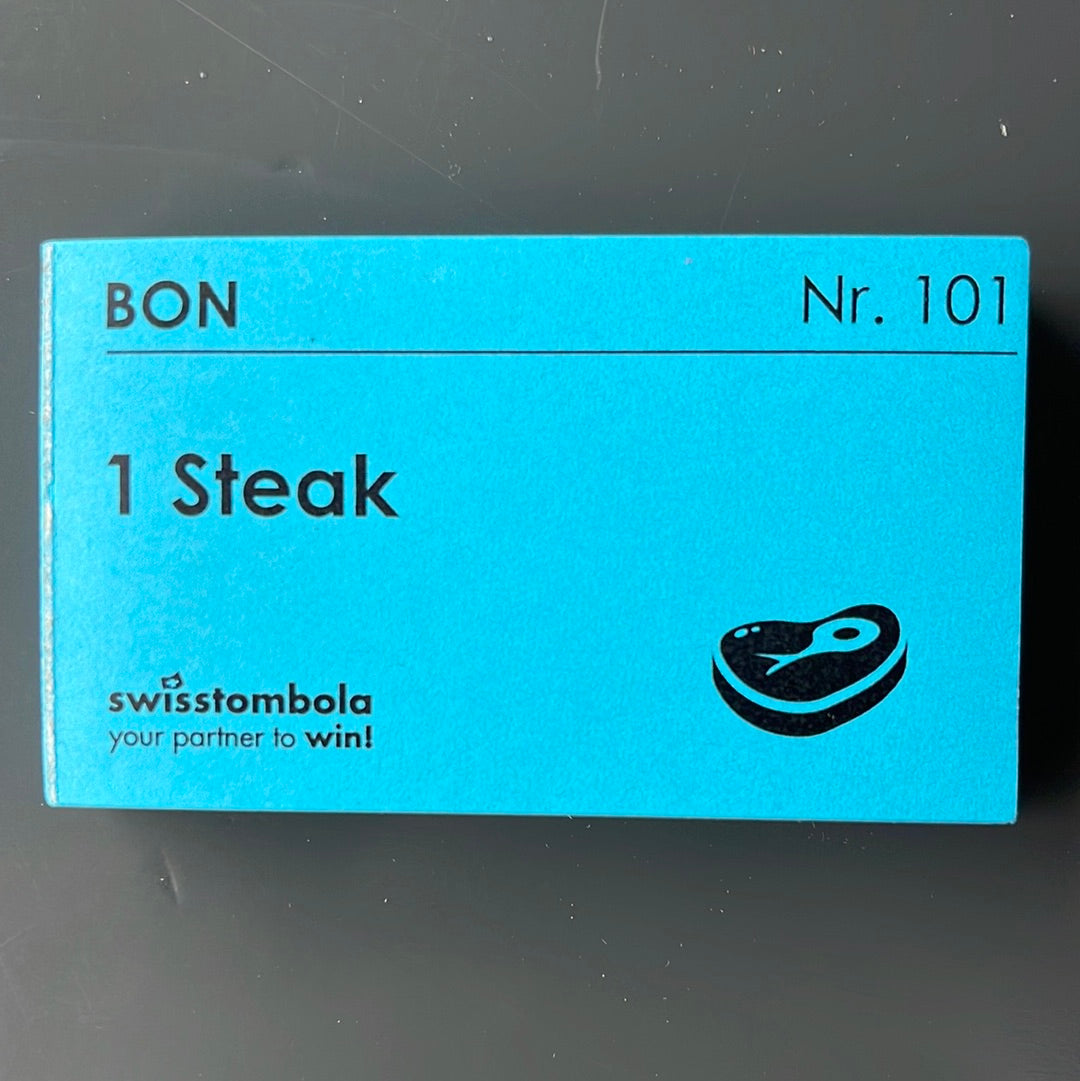 BON Nr. 101
1 Steak
swisstombola
your partner to win!